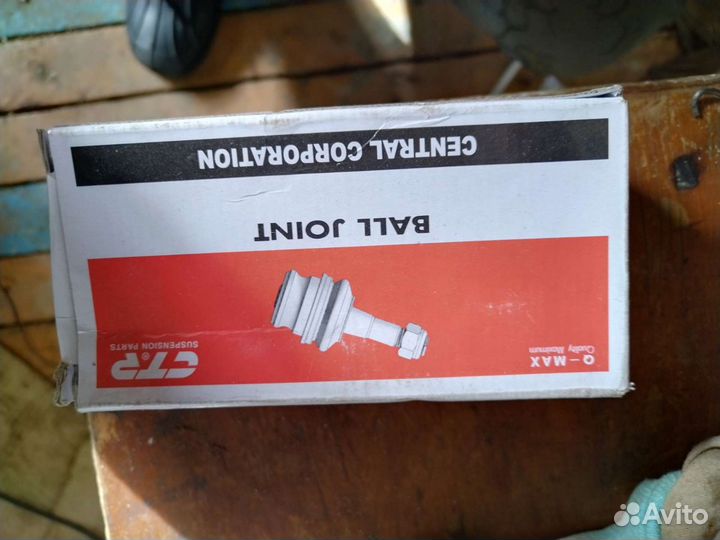 CTR®
SUSPENSION PARTS
Q-MAX
Quality Maximum
BALL JOINT
CENTRAL CORPORATION
Avito